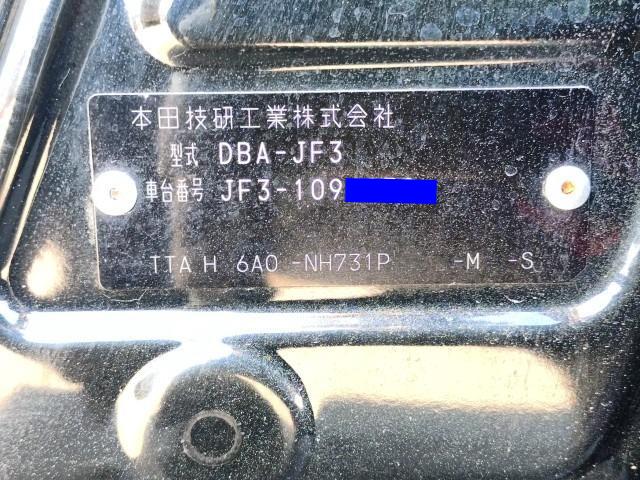 本田技研工業株式会社
型式 DBA-JF3
車台番号 JF3-109
TTA H 6A0 -NH731P -M -S